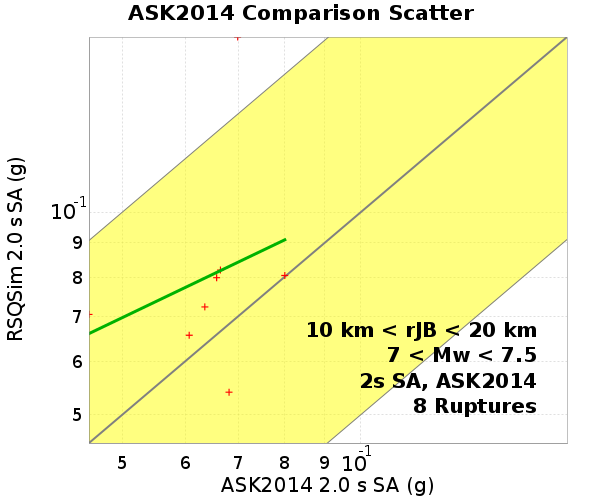 ASK2014 Comparison Scatter
RSQSim 2.0 s SA (g)
10^-1
9
8
7
6
5
10 km < rJB < 20 km
7 < Mw < 7.5
2s SA, ASK2014
8 Ruptures
5 6 7 8 9 10^-1
ASK2014 2.0 s SA (g)